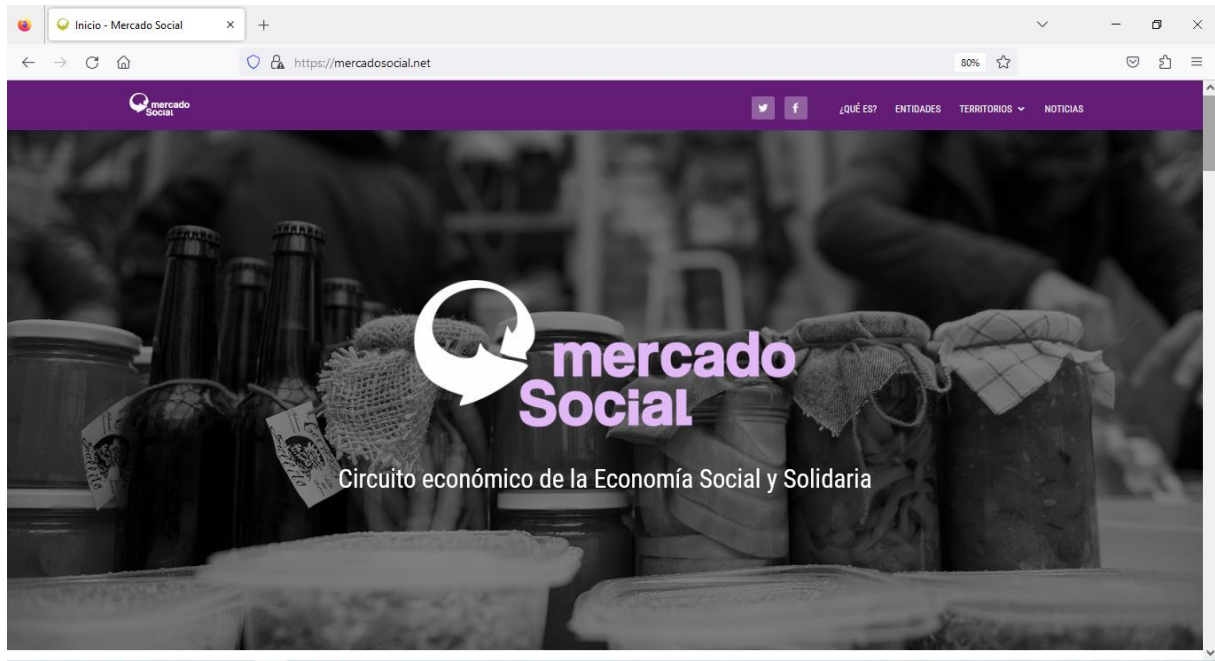 Inicio - Mercado Social
https://mercadosocial.net
80%
mercado
Social
¿QUÉ ES? ENTIDADES TERRITORIOS NOTICIAS
mercado
Social
Circuito económico de la Economía Social y Solidaria